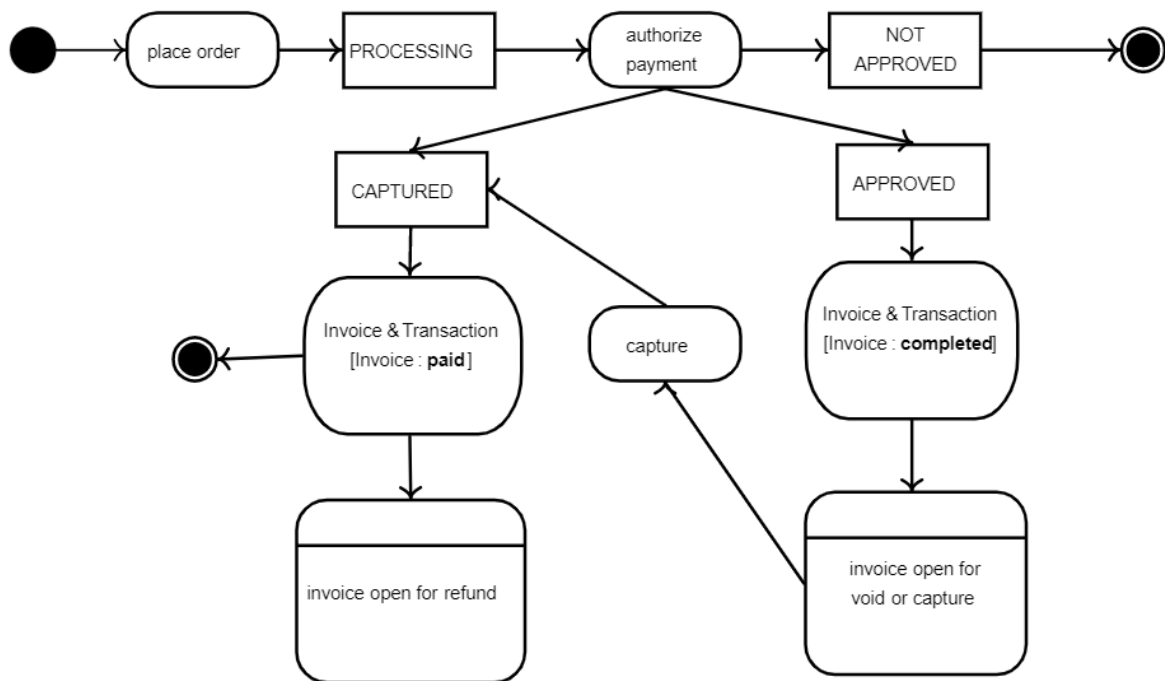 place order
PROCESSING
authorize
payment
NOT
APPROVED
CAPTURED
APPROVED
Invoice & Transaction
[Invoice : paid ]
capture
Invoice & Transaction
[Invoice : completed]
invoice open for refund
invoice open for
void or capture